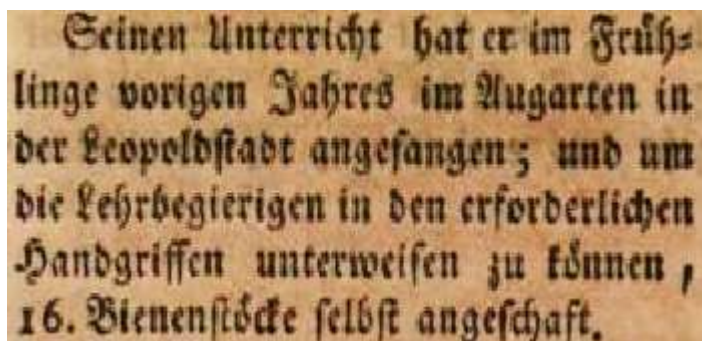 Seinen Unterricht hat er im Früh-
linge vorigen Jahres im Augarten in
der Leopoldstadt angefangen; und um
die Lehrbegierigen in den erforderlichen
Handgriffen unterweisen zu können,
16. Bienenstöcke selbst angeschaft.